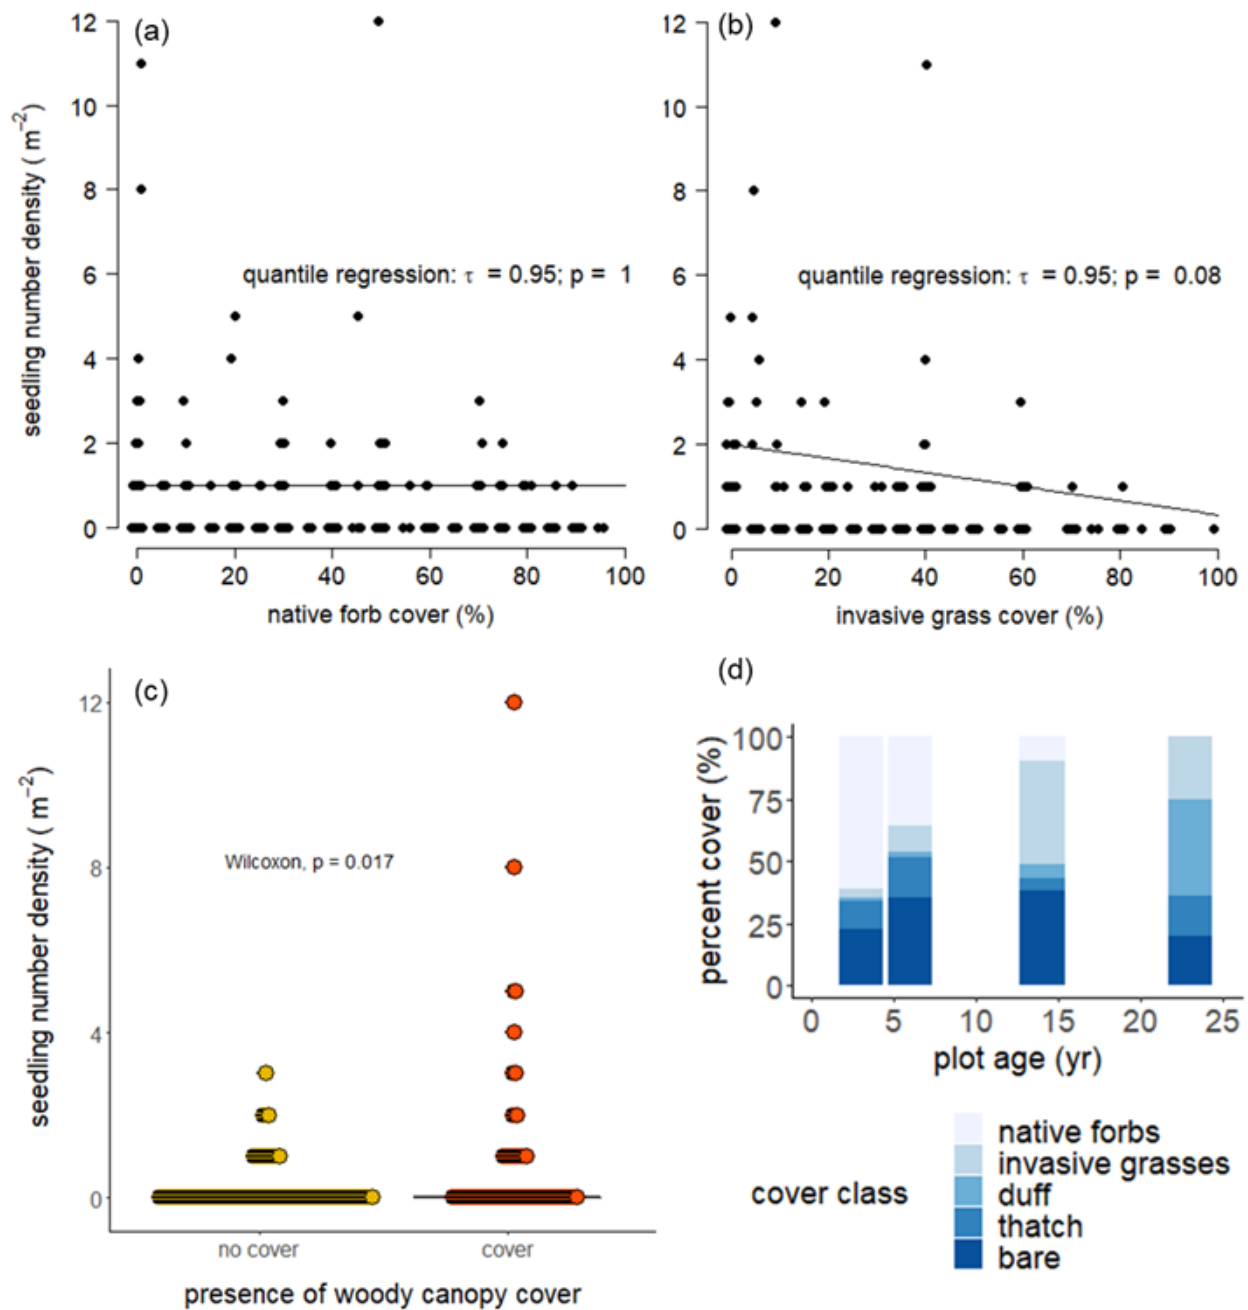 (a)
12
10
8
6
4
2
0
seedling number density ( m⁻²)
quantile regression: τ = 0.95; p = 1
0 20 40 60 80 100
native forb cover (%)
(b)
12
10
8
6
4
2
0
quantile regression: τ = 0.95; p = 0.08
0 20 40 60 80 100
invasive grass cover (%)
(c)
12
8
4
0
seedling number density ( m⁻²)
Wilcoxon, p = 0.017
no cover cover
presence of woody canopy cover
(d)
100
75
50
25
0
percent cover (%)
0 5 10 15 20 25
plot age (yr)
cover class
native forbs
invasive grasses
duff
thatch
bare